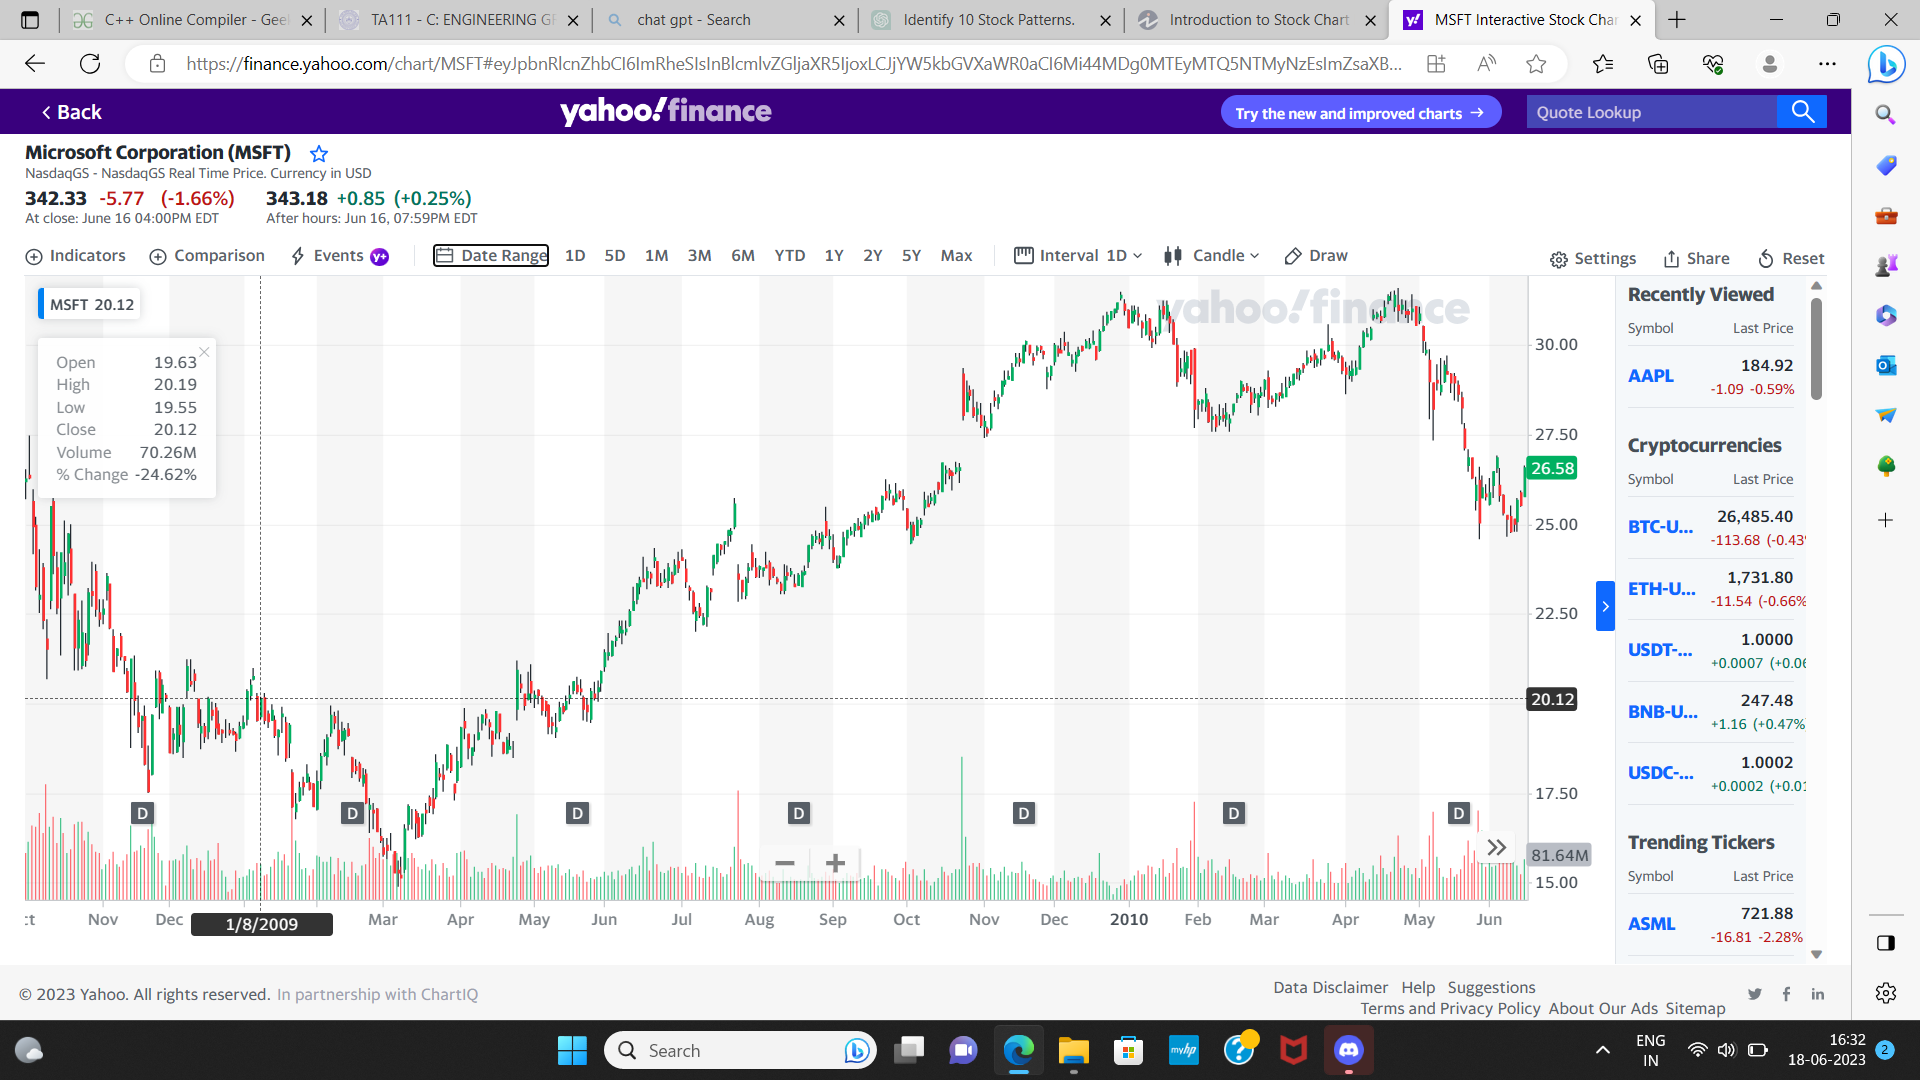 C++ Online Compiler - Geel
TA111 - C: ENGINEERING GF
chat gpt - Search
Identify 10 Stock Patterns.
Introduction to Stock Chart
MSFT Interactive Stock Char
https://finance.yahoo.com/chart/MSFT#eyJpbnRlcnZhbCI6ImRheSIsInBlcmlvZGljaXR5IjoxLCJjYW5kbGVXaWR0aCI6Mi44MDg0MTEyMTQ5NTMyNzEsImZsaXB...
Back
yahoo!finance
Try the new and improved charts →
Quote Lookup
Microsoft Corporation (MSFT)
NasdaqGS - NasdaqGS Real Time Price. Currency in USD
342.33 -5.77 (-1.66%) 343.18 +0.85 (+0.25%)
At close: June 16 04:00PM EDT After hours: Jun 16, 07:59PM EDT
Indicators Comparison Events Y+ Date Range 1D 5D 1M 3M 6M YTD 1Y 2Y 5Y Max Interval 1D Candle Draw Settings Share Reset
MSFT 20.12
yahoo!finance
Open 19.63
High 20.19
Low 19.55
Close 20.12
Volume 70.26M
% Change -24.62%
30.00
27.50
26.58
25.00
22.50
20.12
17.50
81.64M
15.00
D D D D D D D
ct Nov Dec 1/8/2009 Mar Apr May Jun Jul Aug Sep Oct Nov Dec 2010 Feb Mar Apr May Jun
Recently Viewed
Symbol Last Price
AAPL 184.92
-1.09 -0.59%
Cryptocurrencies
Symbol Last Price
BTC-U... 26,485.40
-113.68 (-0.43
ETH-U... 1,731.80
-11.54 (-0.66%
USDT-... 1.0000
+0.0007 (+0.06
BNB-U... 247.48
+1.16 (+0.47%
USDC-... 1.0002
+0.0002 (+0.01
Trending Tickers
Symbol Last Price
ASML 721.88
-16.81 -2.28%
© 2023 Yahoo. All rights reserved. In partnership with ChartIQ
Data Disclaimer Help Suggestions
Terms and Privacy Policy About Our Ads Sitemap
Search
myhp
ENG
IN
16:32
18-06-2023
2